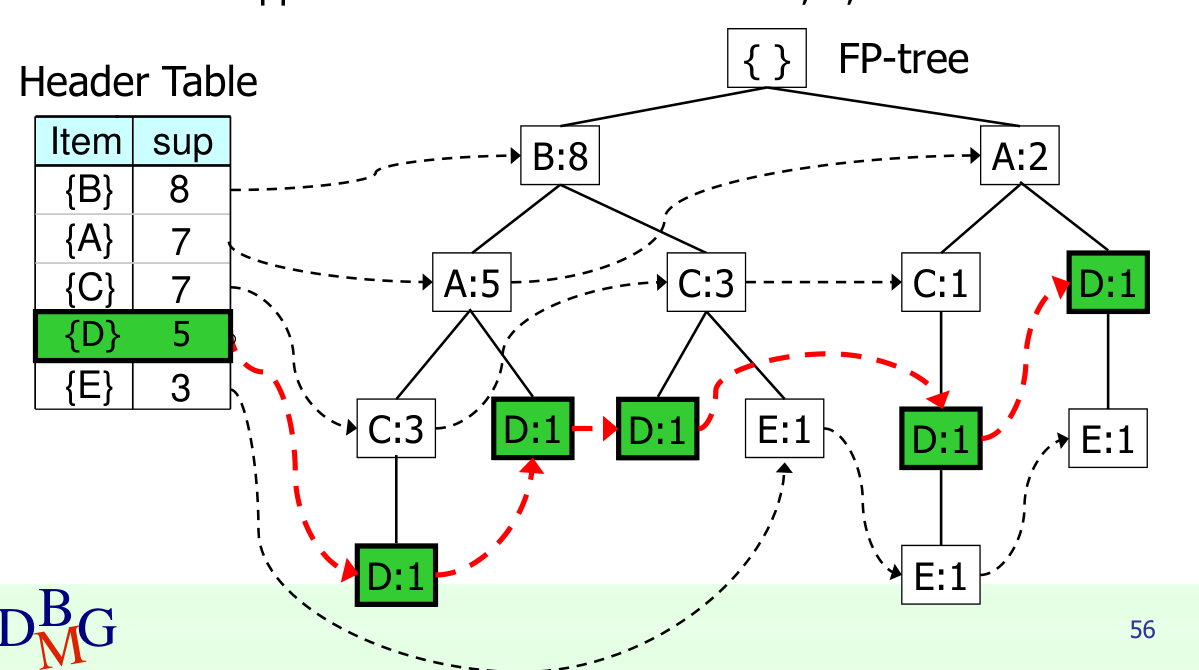 { } FP-tree
Header Table
Item sup
{B} 8
{A} 7
{C} 7
{D} 5
{E} 3
B:8 A:2
A:5 C:3 C:1 D:1
C:3 D:1 D:1 E:1 D:1 E:1
D:1 E:1
DBMG
56